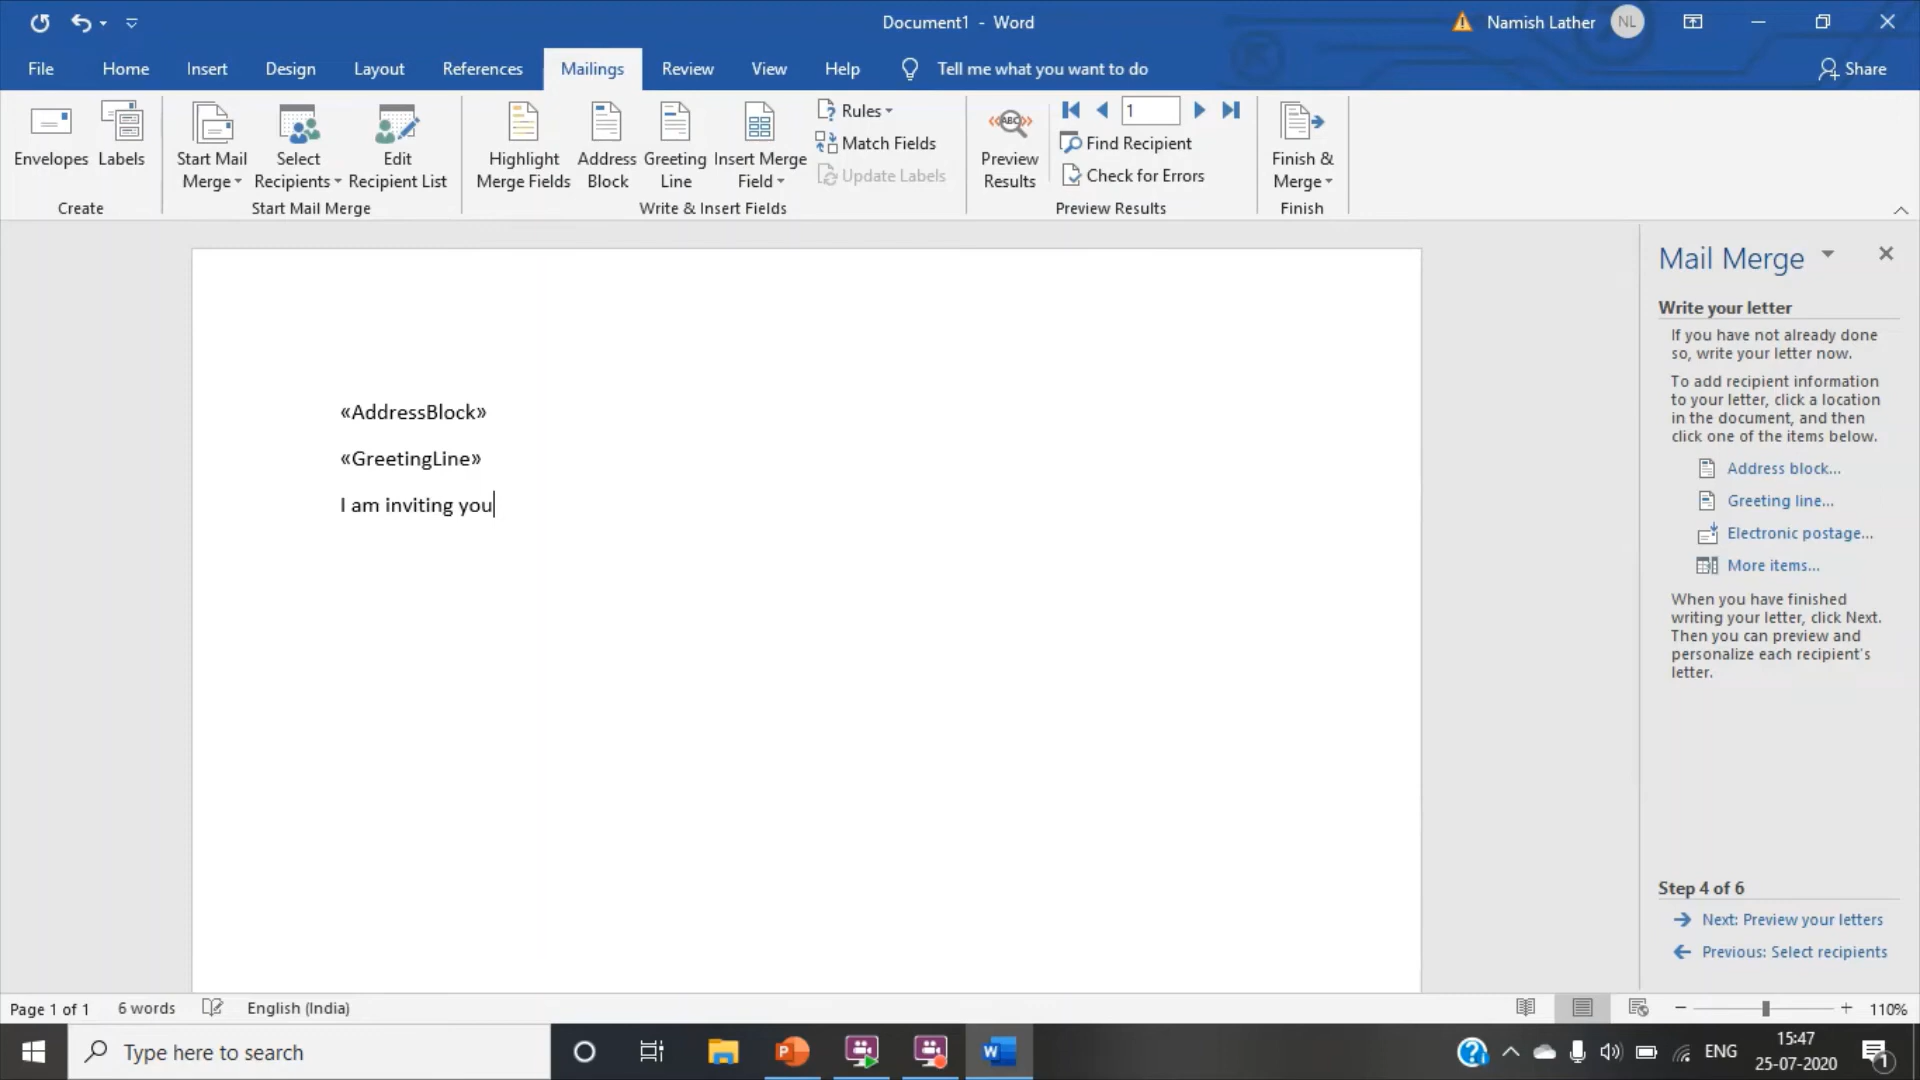 Document1 - Word
Namish Lather
NL
File Home Insert Design Layout References Mailings Review View Help Tell me what you want to do Share
Envelopes
Labels
Create
Start Mail
Merge
Select
Recipients
Edit
Recipient List
Start Mail Merge
Highlight
Merge Fields
Address
Block
Greeting
Line
Insert Merge
Field
Rules
Match Fields
Update Labels
Write & Insert Fields
ABC
Preview
Results
1
Find Recipient
Check for Errors
Preview Results
Finish &
Merge
Finish
«AddressBlock»
«GreetingLine»
I am inviting you
Mail Merge
Write your letter
If you have not already done
so, write your letter now.
To add recipient information
to your letter, click a location
in the document, and then
click one of the items below.
Address block...
Greeting line...
Electronic postage...
More items...
When you have finished
writing your letter, click Next.
Then you can preview and
personalize each recipient's
letter.
Step 4 of 6
Next: Preview your letters
Previous: Select recipients
Page 1 of 1 6 words English (India) 110%
Type here to search
ENG
15:47
25-07-2020
1